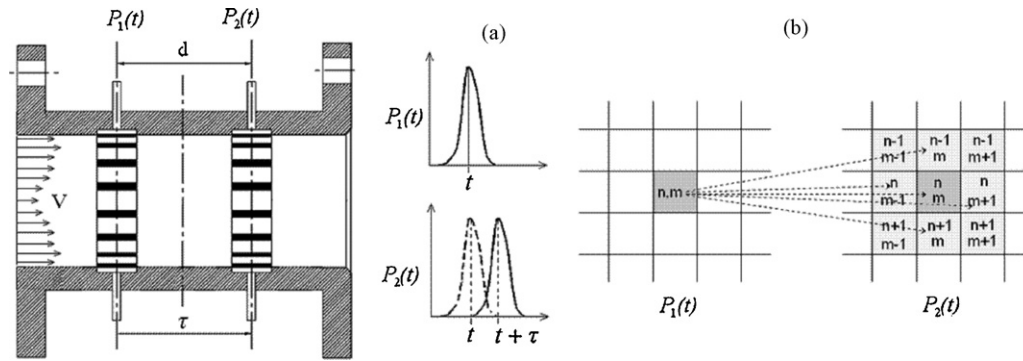 P₁(t)
P₂(t)
d
V
τ
(a)
P₁(t)
t
P₂(t)
t
t + τ
(b)
n,m
P₁(t)
n-1 m-1
n-1 m
n-1 m+1
n m-1
n m
n m+1
n+1 m-1
n+1 m
n+1 m+1
P₂(t)